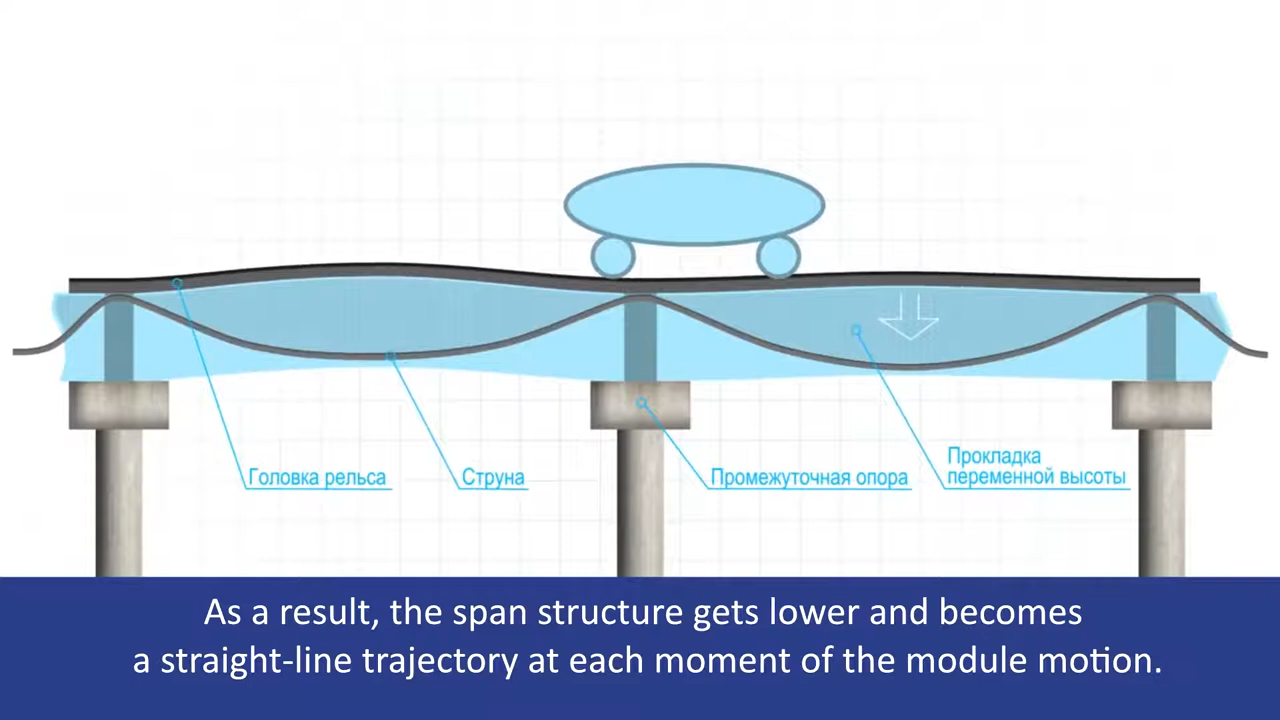 Головка рельса
Струна
Промежуточная опора
Прокладка
переменной высоты
As a result, the span structure gets lower and becomes
a straight-line trajectory at each moment of the module motion.